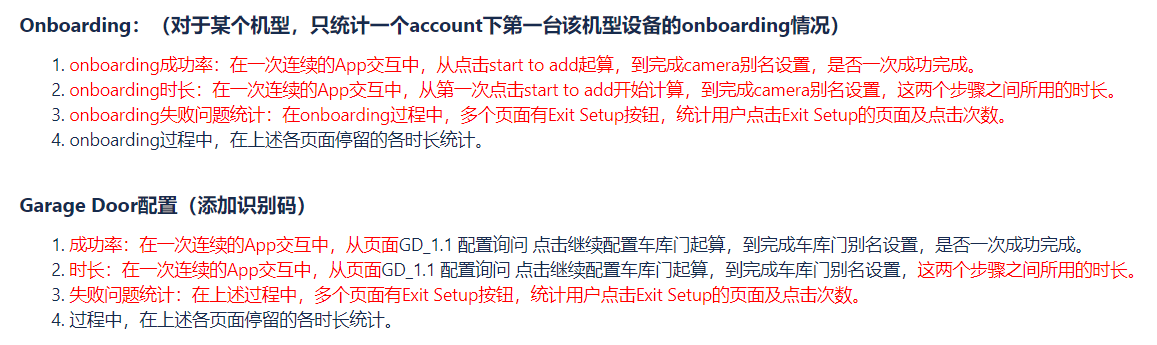 Onboarding：（对于某个机型，只统计一个account下第一台该机型设备的onboarding情况）
1. onboarding成功率：在一次连续的App交互中，从点击start to add起算，到完成camera别名设置，是否一次成功完成。
2. onboarding时长：在一次连续的App交互中，从第一次点击start to add开始计算，到完成camera别名设置，这两个步骤之间所用的时长。
3. onboarding失败问题统计：在onboarding过程中，多个页面有Exit Setup按钮，统计用户点击Exit Setup的页面及点击次数。
4. onboarding过程中，在上述各页面停留的各时长统计。
Garage Door配置（添加识别码）
1. 成功率：在一次连续的App交互中，从页面GD_1.1 配置询问 点击继续配置车库门起算，到完成车库门别名设置，是否一次成功完成。
2. 时长：在一次连续的App交互中，从页面GD_1.1 配置询问 点击继续配置车库门起算，到完成车库门别名设置，这两个步骤之间所用的时长。
3. 失败问题统计：在上述过程中，多个页面有Exit Setup按钮，统计用户点击Exit Setup的页面及点击次数。
4. 过程中，在上述各页面停留的各时长统计。